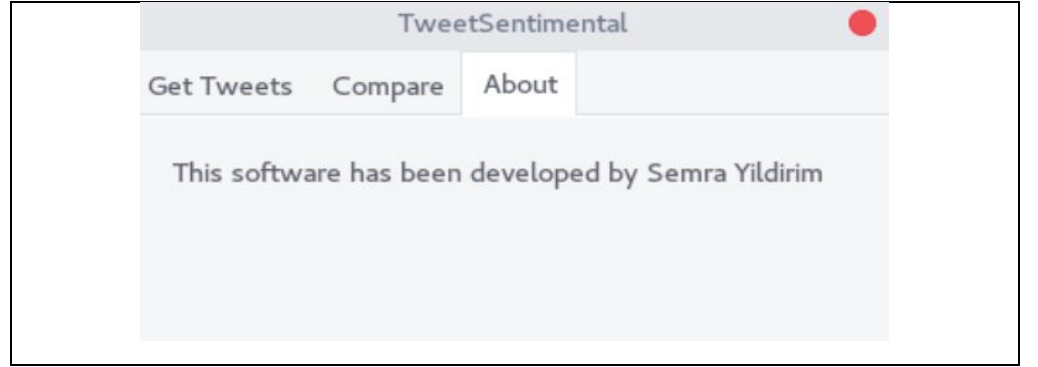 TweetSentimental
Get Tweets Compare About
This software has been developed by Semra Yildirim